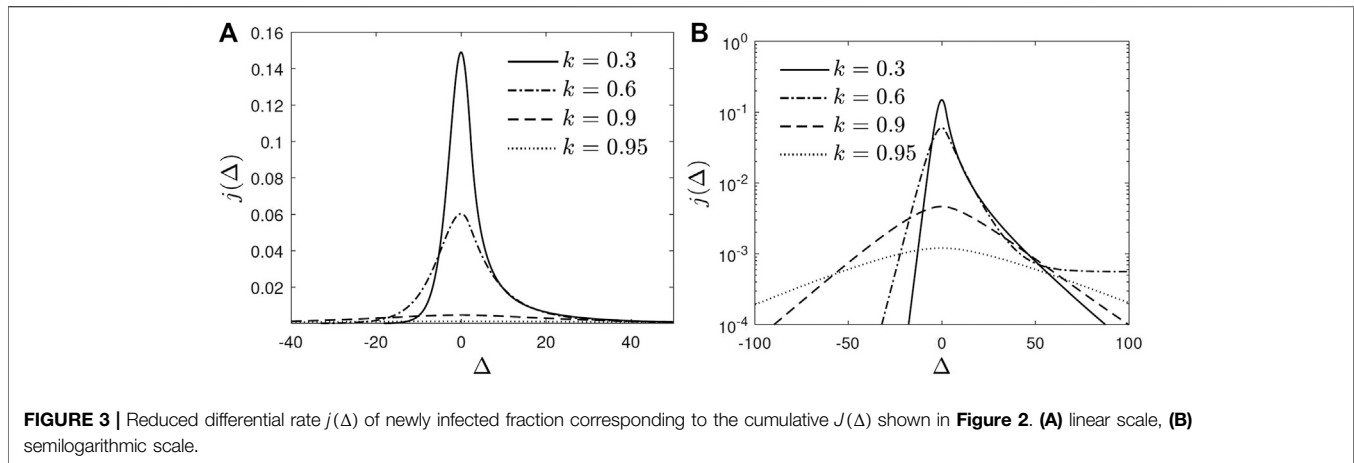 A
0.16
0.14
0.12
0.10
0.08
0.06
0.04
0.02
j(Δ)
-40
-20
0
20
40
Δ
k = 0.3
k = 0.6
k = 0.9
k = 0.95
B
10^0
10^-1
10^-2
10^-3
10^-4
j(Δ)
-100
-50
0
50
100
Δ
k = 0.3
k = 0.6
k = 0.9
k = 0.95
FIGURE 3 | Reduced differential rate j(Δ) of newly infected fraction corresponding to the cumulative J(Δ) shown in Figure 2. (A) linear scale, (B)
semilogarithmic scale.